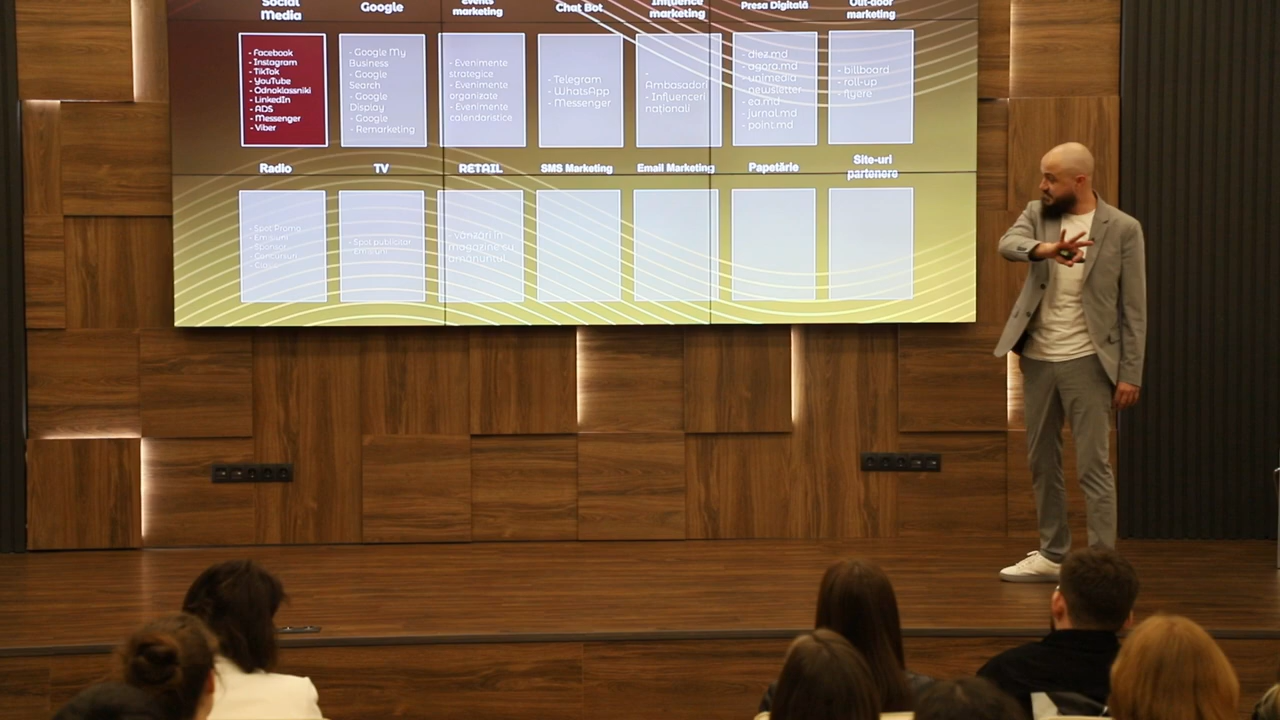 Social
Media
Google
Events
marketing
Chat Bot
Influence
marketing
Presa Digitală
Out-door
marketing
- Facebook
- Instagram
- TikTok
- YouTube
- Odnoklassniki
- LinkedIn
- ADS
- Messenger
- Viber
- Google My
Business
- Google
Search
- Google
Display
- Google
- Remarketing
- Evenimente
strategice
- Evenimente
organizate
- Evenimente
calendaristice
- Telegram
- WhatsApp
- Messenger
-
Ambasadori
- Influenceri
naționali
- diez.md
- agora.md
- unimedia
- newsletter
- ea.md
- jurnal.md
- point.md
- billboard
- roll-up
- flyere
Radio
TV
RETAIL
SMS Marketing
Email Marketing
Papetărie
Site-uri
partenere
- Spot Promo
- Emisiuni
- Sponsor
- Concursuri
- Spot publicitar
- vanzări în
magazine cu
amănuntul